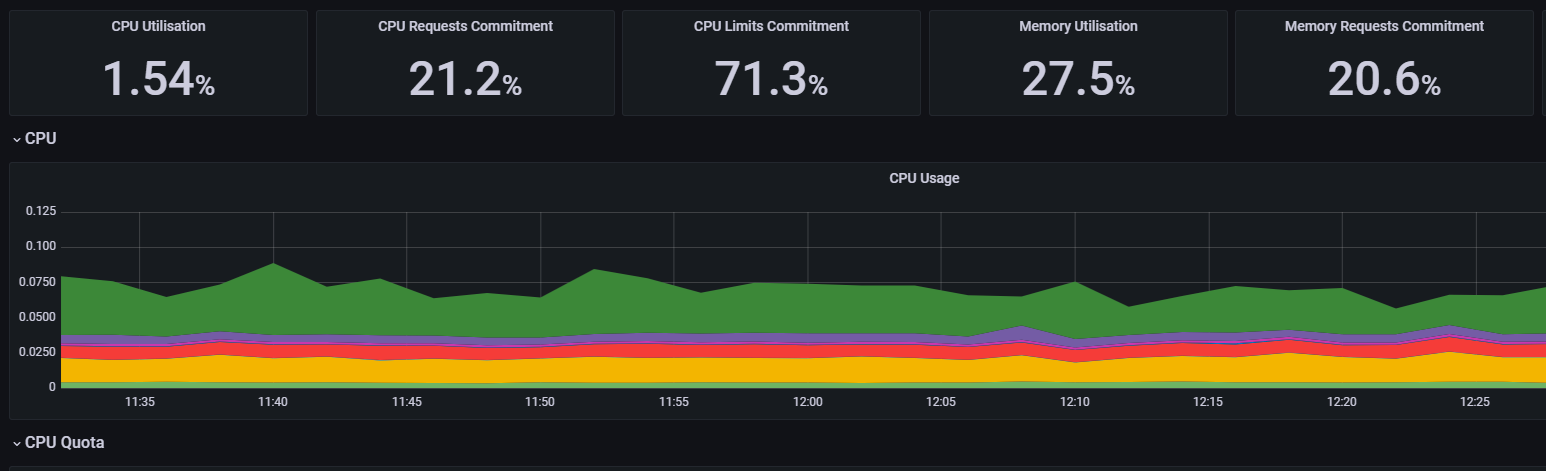 CPU Utilisation
1.54%
CPU Requests Commitment
21.2%
CPU Limits Commitment
71.3%
Memory Utilisation
27.5%
Memory Requests Commitment
20.6%
CPU
CPU Usage
0.125
0.100
0.0750
0.0500
0.0250
0
11:35 11:40 11:45 11:50 11:55 12:00 12:05 12:10 12:15 12:20 12:25
CPU Quota